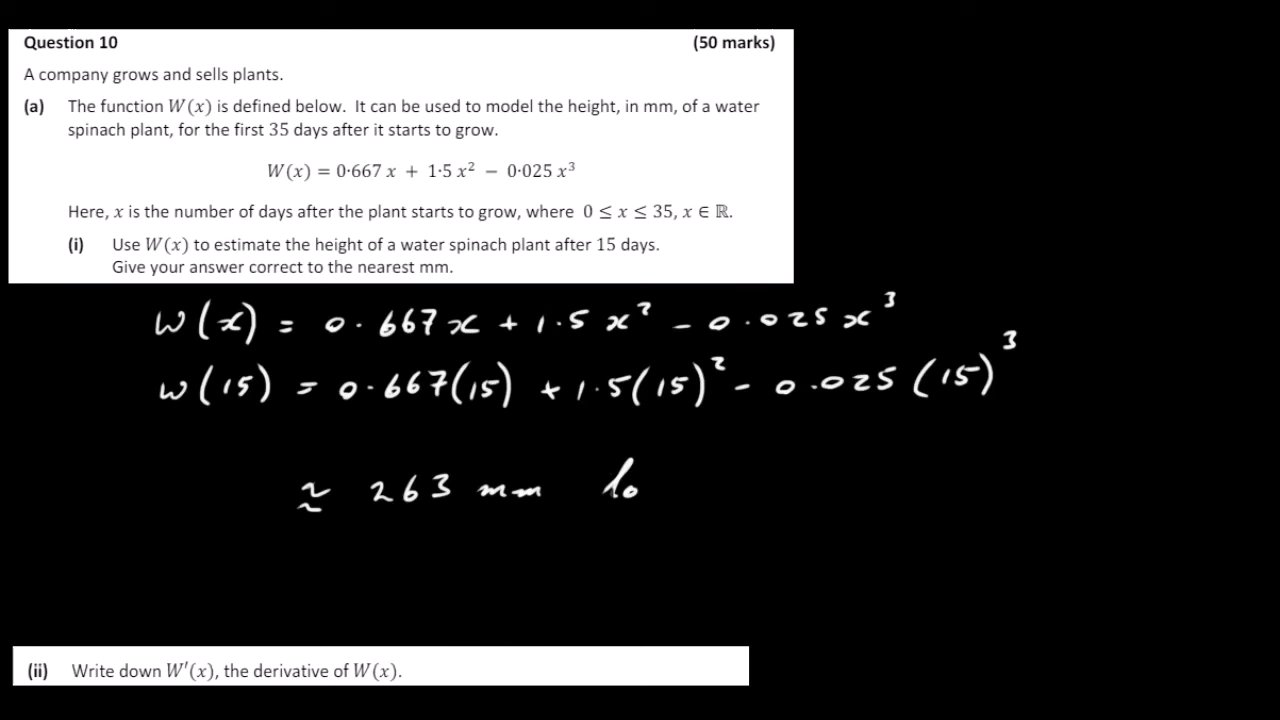 Question 10 (50 marks)
A company grows and sells plants.
(a) The function W(x) is defined below. It can be used to model the height, in mm, of a water
spinach plant, for the first 35 days after it starts to grow.
W(x) = 0·667 x + 1·5 x² − 0·025 x³
Here, x is the number of days after the plant starts to grow, where 0 ≤ x ≤ 35, x ∈ ℝ.
(i) Use W(x) to estimate the height of a water spinach plant after 15 days.
Give your answer correct to the nearest mm.
W(x) = 0.667x + 1.5x² − 0.025x³
W(15) = 0.667(15) + 1.5(15)² − 0.025(15)³
≈ 263 mm to
(ii) Write down W′(x), the derivative of W(x).